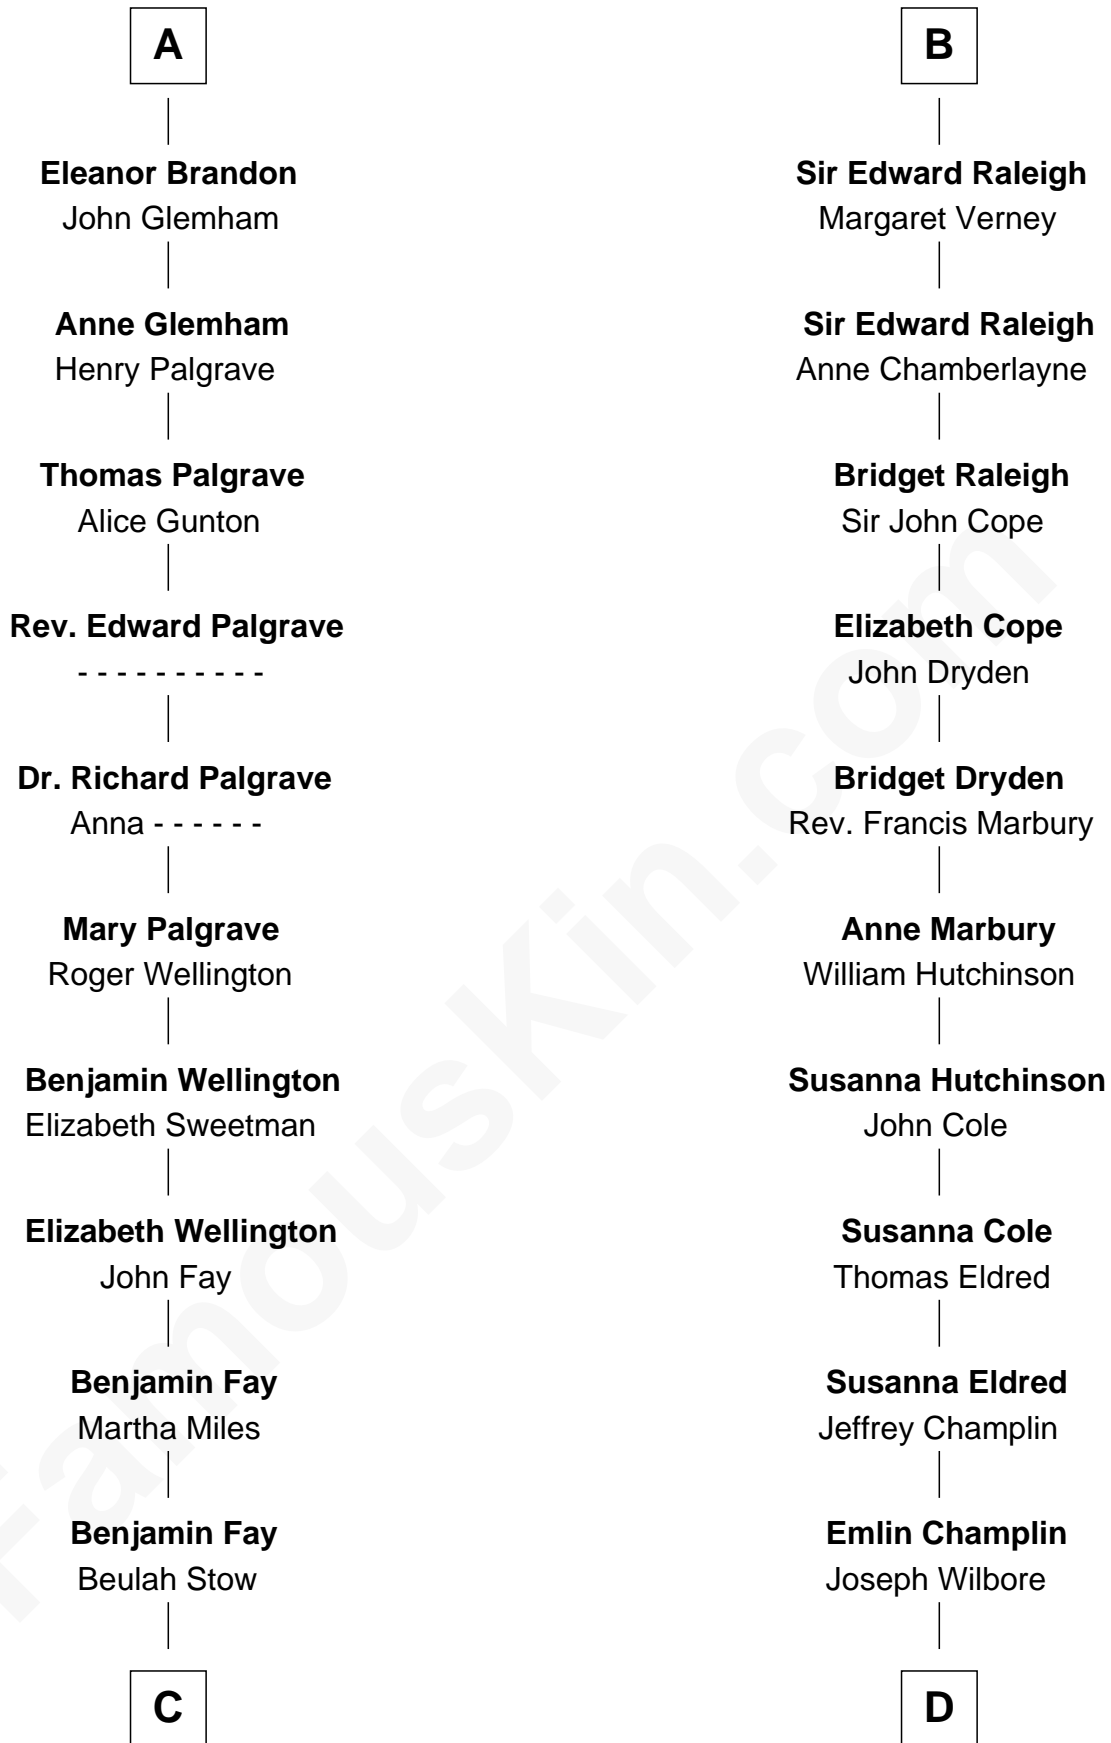 A
Eleanor Brandon
John Glemham
Anne Glemham
Henry Palgrave
Thomas Palgrave
Alice Gunton
Rev. Edward Palgrave
- - - - - - - - - -
Dr. Richard Palgrave
Anna - - - - - -
Mary Palgrave
Roger Wellington
Benjamin Wellington
Elizabeth Sweetman
Elizabeth Wellington
John Fay
Benjamin Fay
Martha Miles
Benjamin Fay
Beulah Stow
C
B
Sir Edward Raleigh
Margaret Verney
Sir Edward Raleigh
Anne Chamberlayne
Bridget Raleigh
Sir John Cope
Elizabeth Cope
John Dryden
Bridget Dryden
Rev. Francis Marbury
Anne Marbury
William Hutchinson
Susanna Hutchinson
John Cole
Susanna Cole
Thomas Eldred
Susanna Eldred
Jeffrey Champlin
Emlin Champlin
Joseph Wilbore
D
FamousKin.com